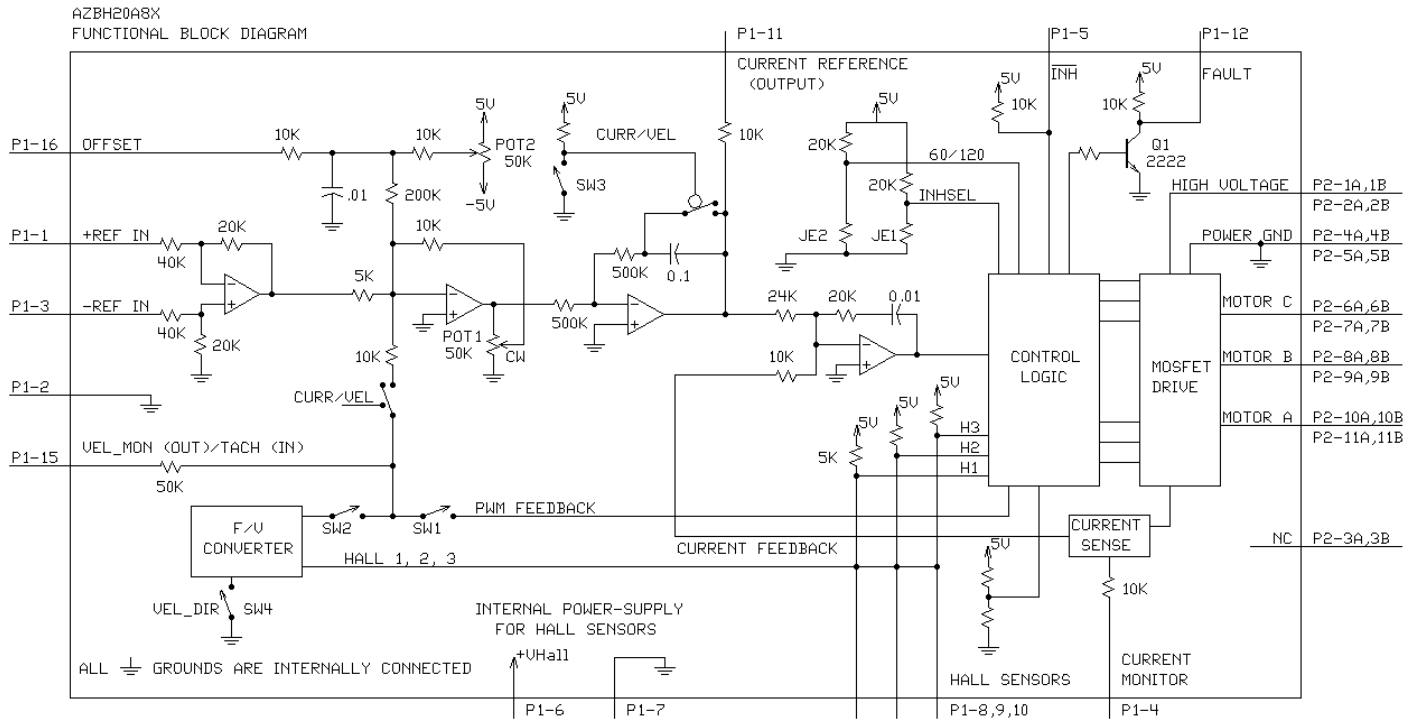 AZBH20A8X
FUNCTIONAL BLOCK DIAGRAM
P1-11
P1-5
P1-12
CURRENT REFERENCE
(OUTPUT)
5V
INH
10K
5V
FAULT
10K
Q1
2222
5V
CURR/VEL
SW3
10K
5V
20K
60/120
20K
INHSEL
JE2
JE1
P1-16
OFFSET
10K
10K
5V
POT2
50K
-5V
.01
200K
HIGH VOLTAGE
P2-1A,1B
P2-2A,2B
POWER GND
P2-4A,4B
P2-5A,5B
P1-1
+REF IN
40K
20K
10K
500K
0.1
5K
P1-3
-REF IN
40K
20K
POT1
50K
CW
500K
24K
20K
0.01
10K
CONTROL
LOGIC
MOSFET
DRIVE
MOTOR C
P2-6A,6B
P2-7A,7B
MOTOR B
P2-8A,8B
P2-9A,9B
MOTOR A
P2-10A,10B
P2-11A,11B
10K
P1-2
CURR/VEL
5V
5V
5V
5K
H3
H2
H1
P1-15
VEL_MON (OUT)/TACH (IN)
50K
F/V
CONVERTER
SW2
SW1
PWM FEEDBACK
CURRENT FEEDBACK
CURRENT
SENSE
NC
P2-3A,3B
HALL 1, 2, 3
5V
10K
VEL_DIR
SW4
INTERNAL POWER-SUPPLY
FOR HALL SENSORS
+VHall
ALL GROUNDS ARE INTERNALLY CONNECTED
HALL SENSORS
CURRENT
MONITOR
P1-6
P1-7
P1-8,9,10
P1-4